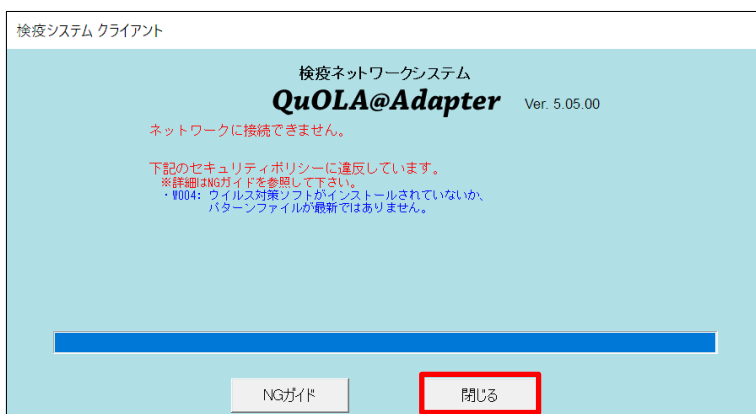 検疫システム クライアント
検疫ネットワークシステム
QuOLA@Adapter Ver. 5.05.00
ネットワークに接続できません。
下記のセキュリティポリシーに違反しています。
※詳細はNGガイドを参照して下さい。
・W004: ウイルス対策ソフトがインストールされていないか、
パターンファイルが最新ではありません。
NGガイド 閉じる